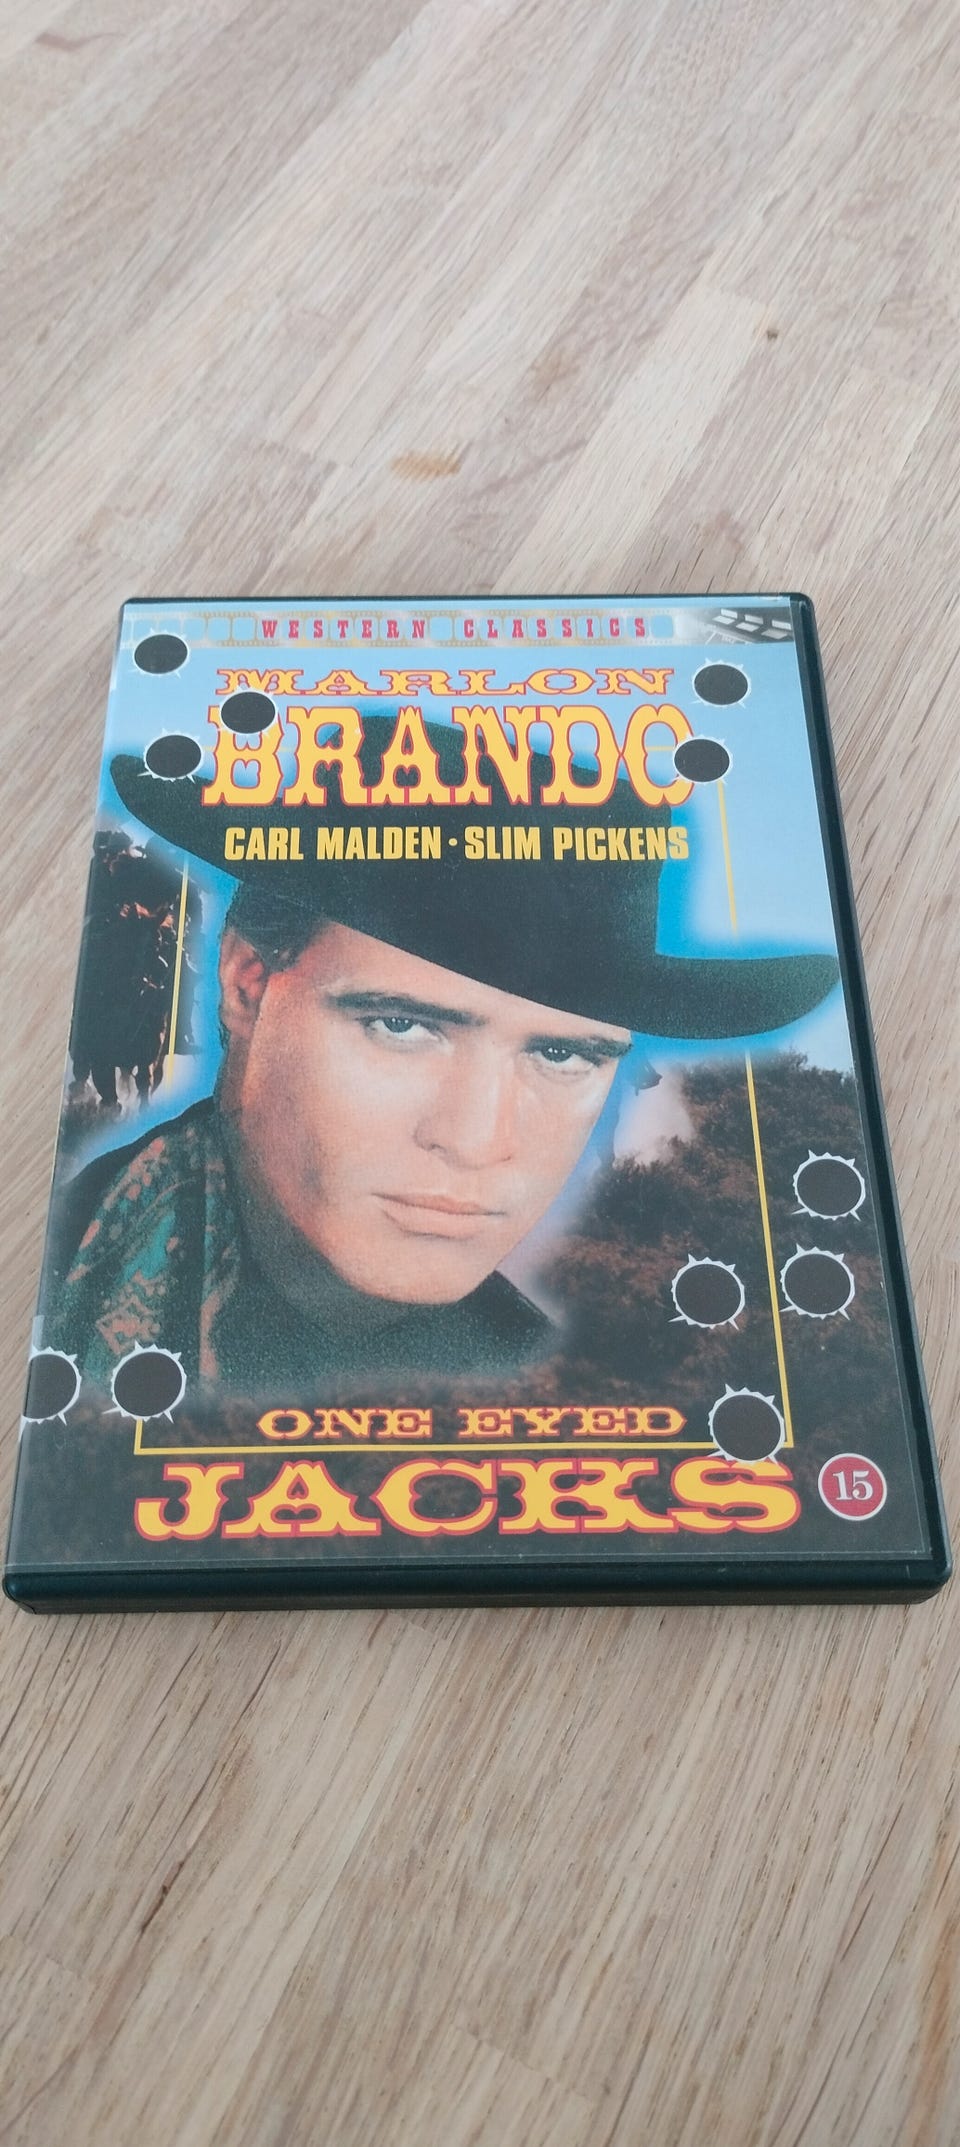 WESTERN CLASSICS
MARLON
BRANDO
CARL MALDEN · SLIM PICKENS
ONE EYED
JACKS
15